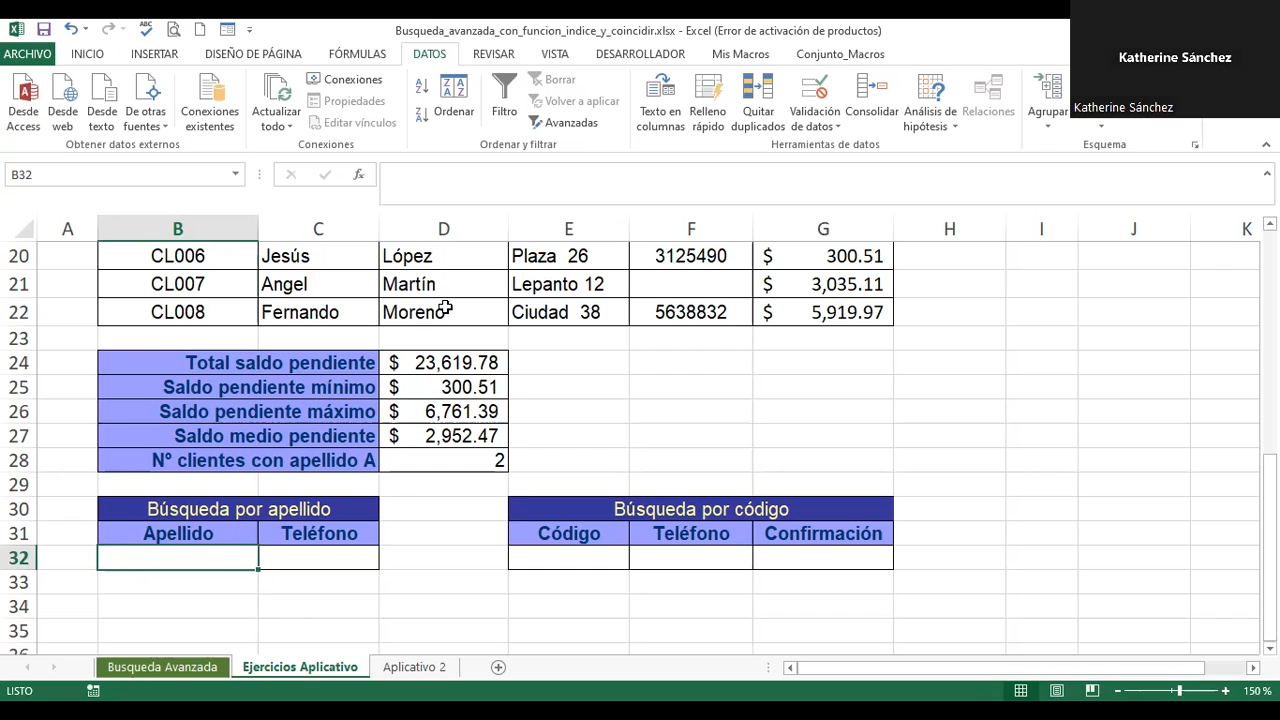 Busqueda_avanzada_con_funcion_indice_y_coincidir.xlsx - Excel (Error de activación de productos)
Katherine Sánchez
Katherine Sánchez
ARCHIVO INICIO INSERTAR DISEÑO DE PÁGINA FÓRMULAS DATOS REVISAR VISTA DESARROLLADOR Mis Macros Conjunto_Macros
Desde Access
Desde web
Desde texto
De otras fuentes
Conexiones existentes
Actualizar todo
Conexiones
Propiedades
Editar vínculos
Ordenar
Filtro
Borrar
Volver a aplicar
Avanzadas
Texto en columnas
Relleno rápido
Quitar duplicados
Validación de datos
Consolidar
Análisis de hipótesis
Relaciones
Agrupar
Obtener datos externos Conexiones Ordenar y filtrar Herramientas de datos Esquema
B32 fx
A B C D E F G H I J K
20 CL006 Jesús López Plaza 26 3125490 $ 300.51
21 CL007 Angel Martín Lepanto 12 $ 3,035.11
22 CL008 Fernando Moreno Ciudad 38 5638832 $ 5,919.97
23
24 Total saldo pendiente $ 23,619.78
25 Saldo pendiente mínimo $ 300.51
26 Saldo pendiente máximo $ 6,761.39
27 Saldo medio pendiente $ 2,952.47
28 Nº clientes con apellido A 2
29
30 Búsqueda por apellido Búsqueda por código
31 Apellido Teléfono Código Teléfono Confirmación
32
33
34
35
Busqueda Avanzada Ejercicios Aplicativo Aplicativo 2
LISTO 150 %